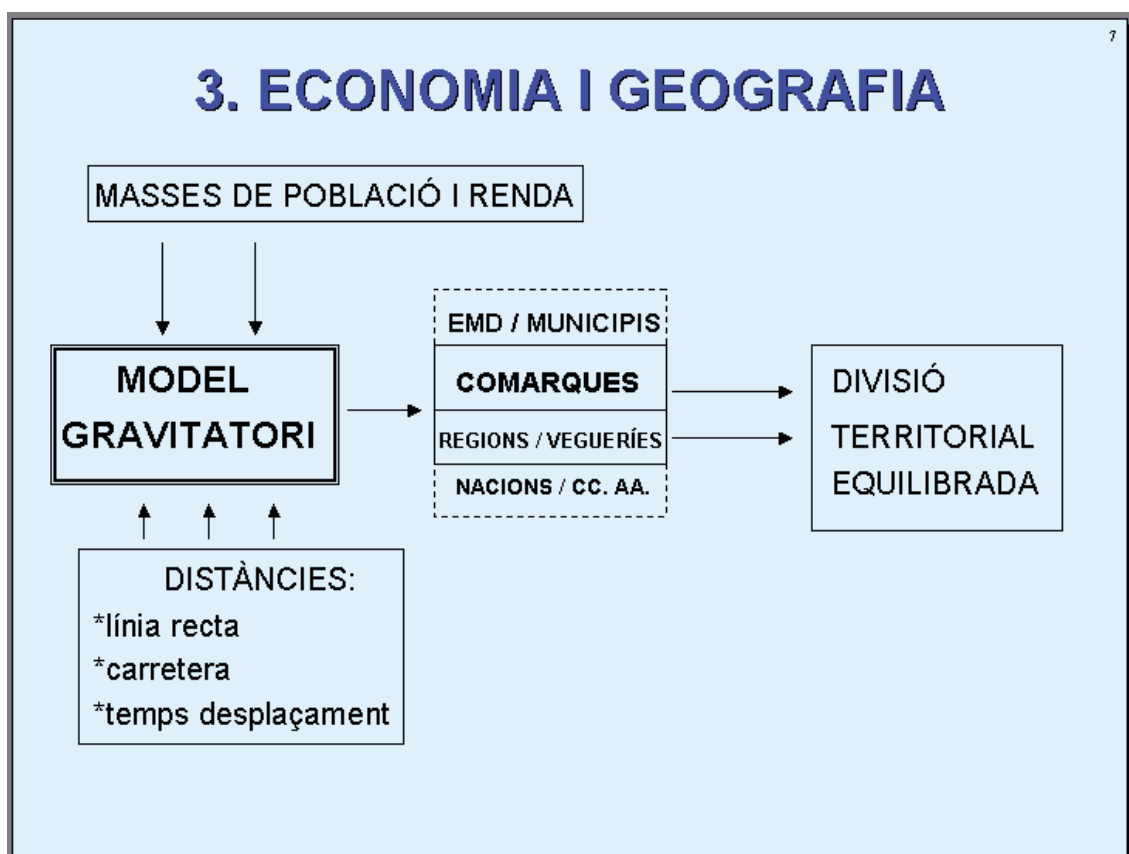 7
3. ECONOMIA I GEOGRAFIA
MASSES DE POBLACIÓ I RENDA
MODEL
GRAVITATORI
EMD / MUNICIPIS
COMARQUES
REGIONS / VEGUERÍES
NACIONS / CC. AA.
DIVISIÓ
TERRITORIAL
EQUILIBRADA
DISTÀNCIES:
*línia recta
*carretera
*temps desplaçament